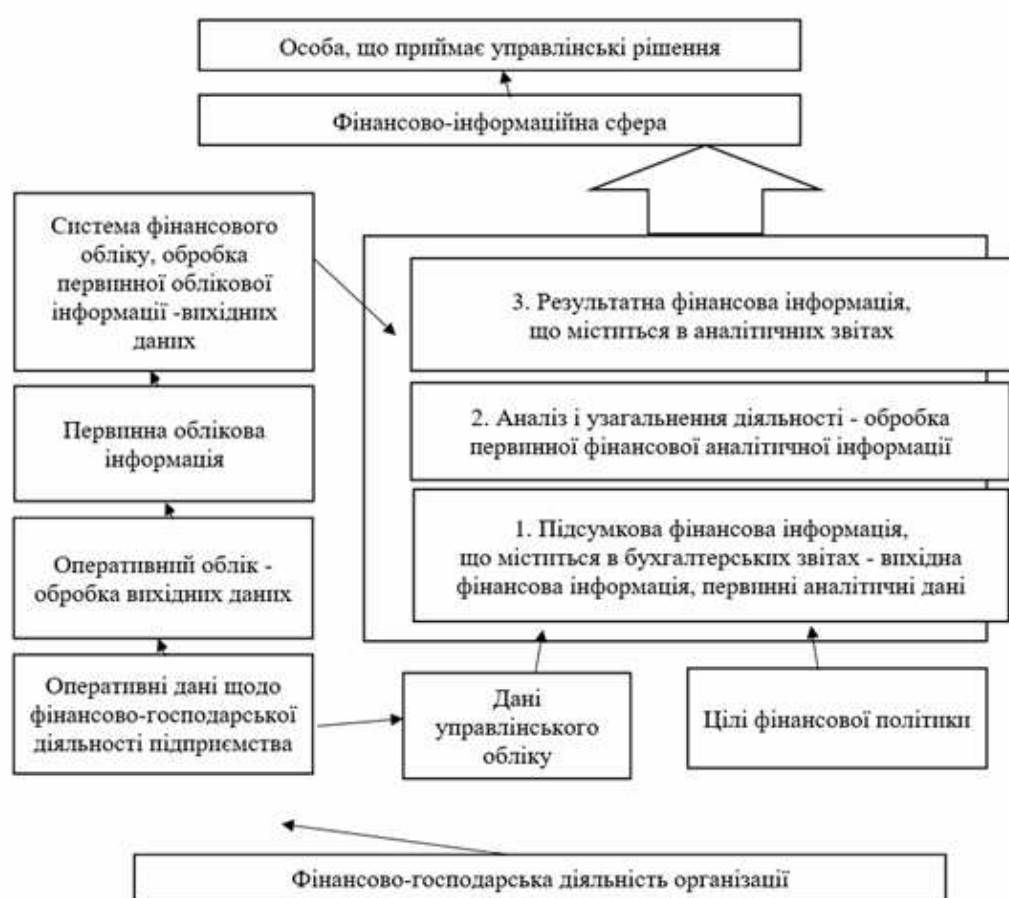 Особа, що приймає управлінські рішення
Фінансово-інформаційна сфера
Система фінансового
обліку, обробка
первинної облікової
інформації -вихідних
даних
3. Результатна фінансова інформація,
що міститься в аналітичних звітах
Первинна облікова
інформація
2. Аналіз і узагальнення діяльності - обробка
первинної фінансової аналітичної інформації
Оперативний облік -
обробка вихідних даних
1. Підсумкова фінансова інформація,
що міститься в бухгалтерських звітах - вихідна
фінансова інформація, первинні аналітичні дані
Оперативні дані щодо
фінансово-господарської
діяльності підприємства
Дані
управлінського
обліку
Цілі фінансової політики
Фінансово-господарська діяльність організації